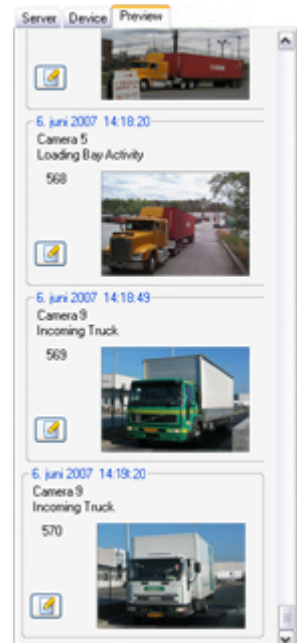 Server Device Preview
6. juni 2007 14:18:20
Camera 5
Loading Bay Activity
568
6. juni 2007 14:18:49
Camera 9
Incoming Truck
569
6. juni 2007 14:19:20
Camera 9
Incoming Truck
570